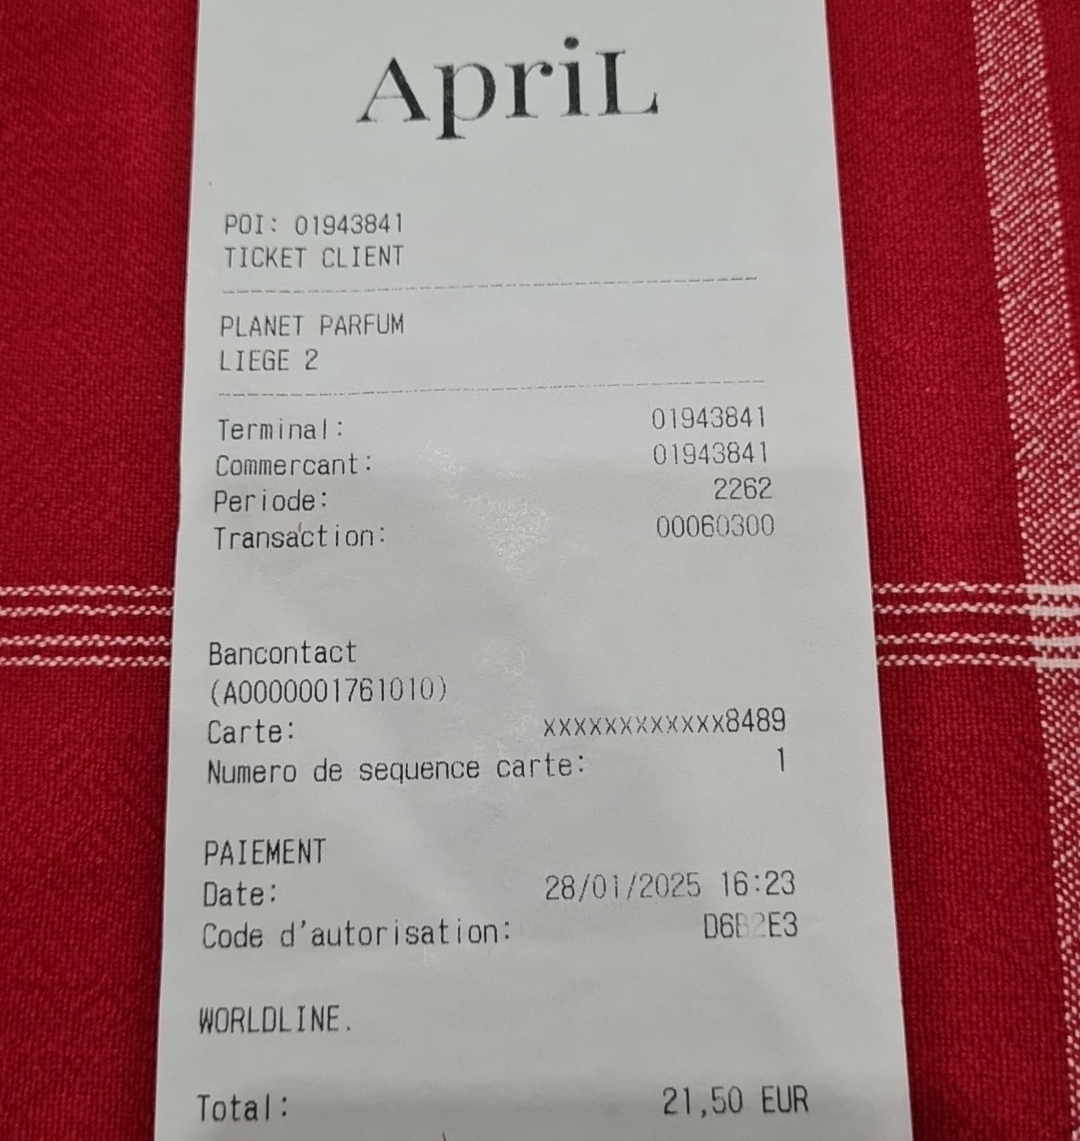 ApriL
POI: 01943841
TICKET CLIENT
PLANET PARFUM
LIEGE 2
Terminal: 01943841
Commercant: 01943841
Periode: 2262
Transaction: 00060300
Bancontact
(A0000001761010)
Carte: xxxxxxxxxxxx8489
Numero de sequence carte: 1
PAIEMENT
Date: 28/01/2025 16:23
Code d'autorisation: D6B2E3
WORLDLINE.
Total: 21,50 EUR